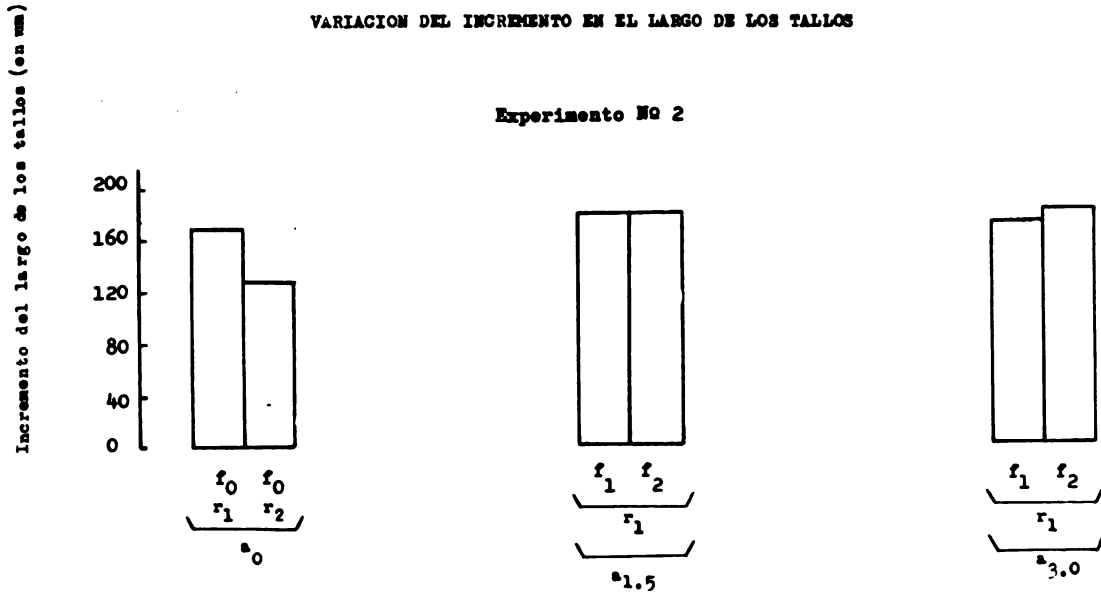 VARIACION DEL INCREMENTO EN EL LARGO DE LOS TALLOS
Experimento Nº 2
Incremento del largo de los tallos (en mm)
200
160
120
80
40
0
f0 f0
r1 r2
a0
f1 f2
r1
a1.5
f1 f2
r1
a3.0